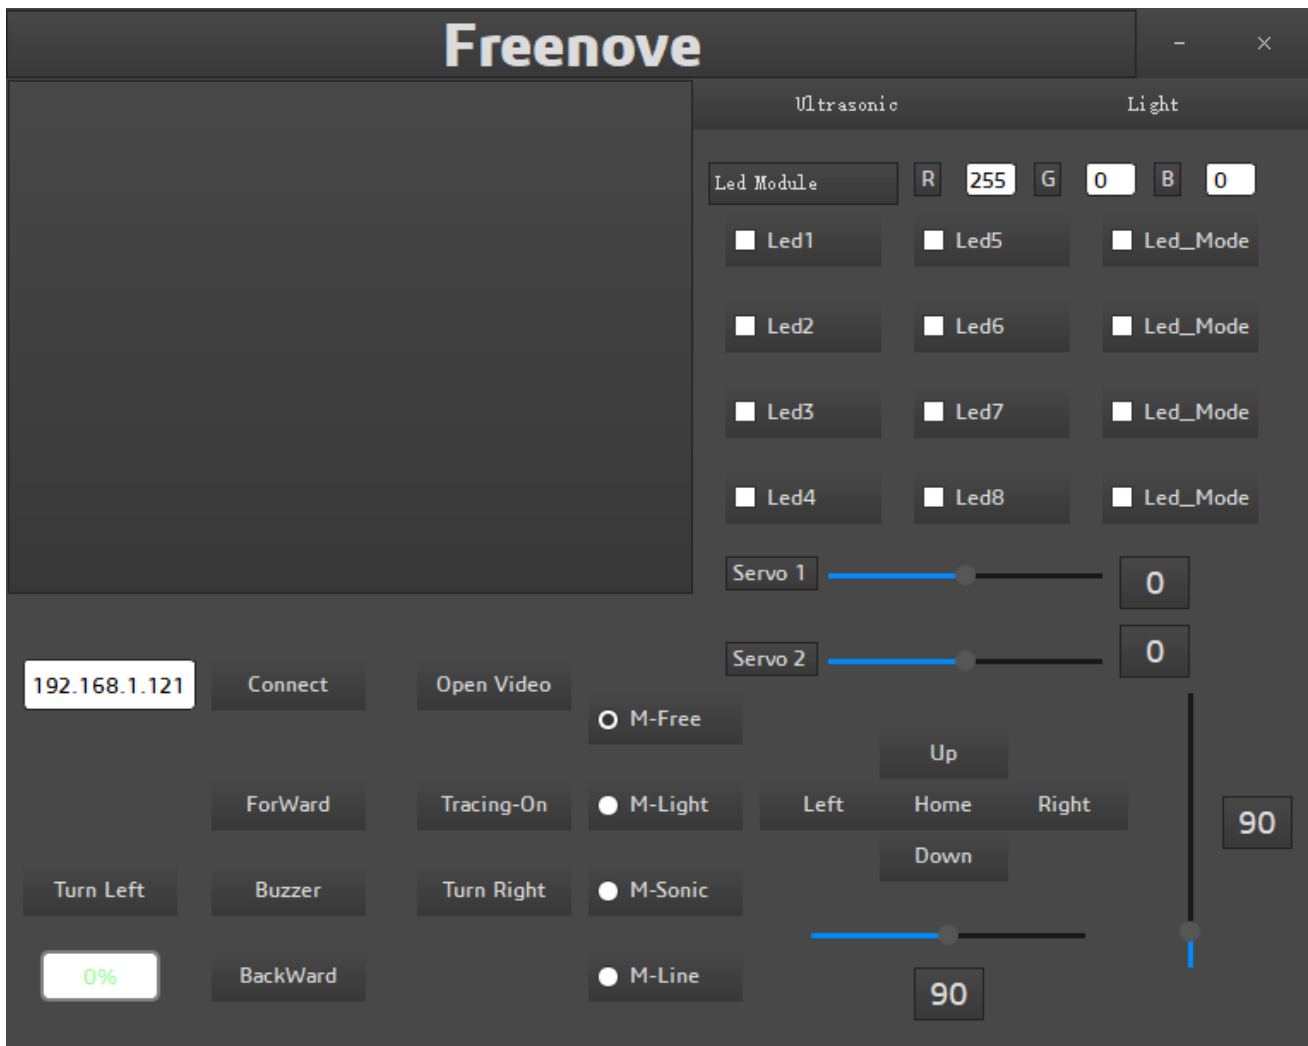 Freenove
Ultrasonic Light
Led Module R 255 G 0 B 0
Led1 Led5 Led_Mode
Led2 Led6 Led_Mode
Led3 Led7 Led_Mode
Led4 Led8 Led_Mode
Servo 1 0
Servo 2 0
192.168.1.121 Connect Open Video
M-Free
Up
ForWard Tracing-On M-Light Left Home Right
90
Down
Turn Left Buzzer Turn Right M-Sonic
0% BackWard M-Line
90